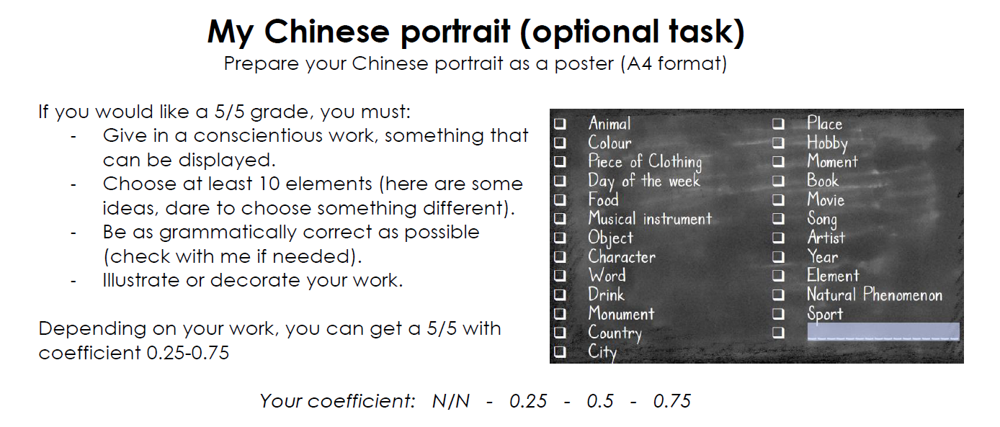 My Chinese portrait (optional task)
Prepare your Chinese portrait as a poster (A4 format)
If you would like a 5/5 grade, you must:
- Give in a conscientious work, something that
can be displayed.
- Choose at least 10 elements (here are some
ideas, dare to choose something different).
- Be as grammatically correct as possible
(check with me if needed).
- Illustrate or decorate your work.
Depending on your work, you can get a 5/5 with
coefficient 0.25-0.75
Animal
Colour
Piece of Clothing
Day of the week
Food
Musical instrument
Object
Character
Word
Drink
Monument
Country
City
Place
Hobby
Moment
Book
Movie
Song
Artist
Year
Element
Natural Phenomenon
Sport
Your coefficient: N/N - 0.25 - 0.5 - 0.75